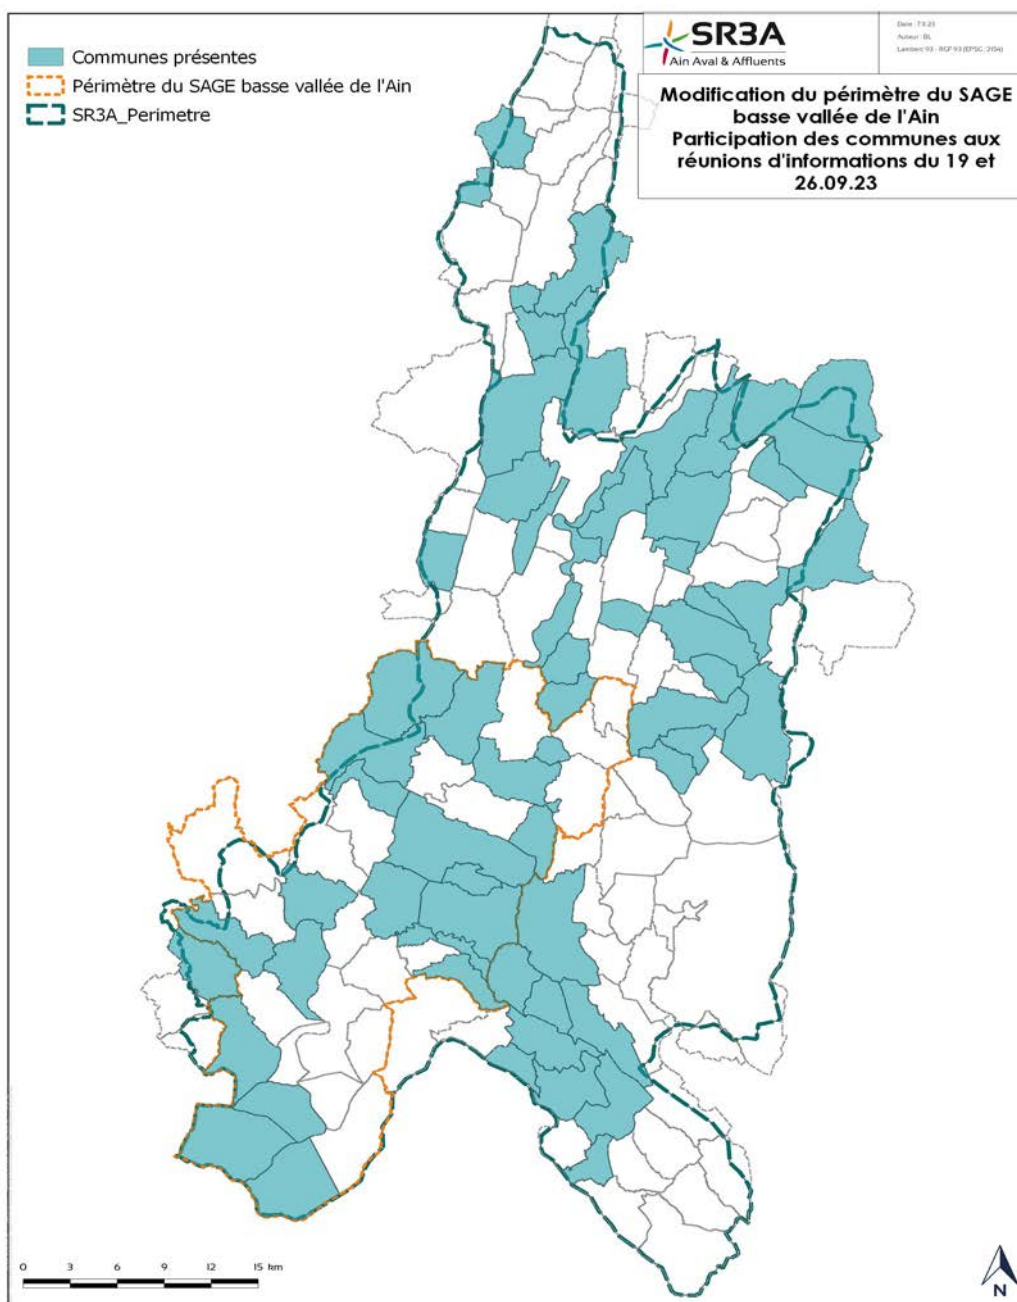 Communes présentes
Périmètre du SAGE basse vallée de l'Ain
SR3A_Perimetre
SR3A
Ain Aval & Affluents
Auteur : BL
Modification du périmètre du SAGE
basse vallée de l'Ain
Participation des communes aux
réunions d'informations du 19 et
26.09.23
0 3 6 9 12 15 km
N